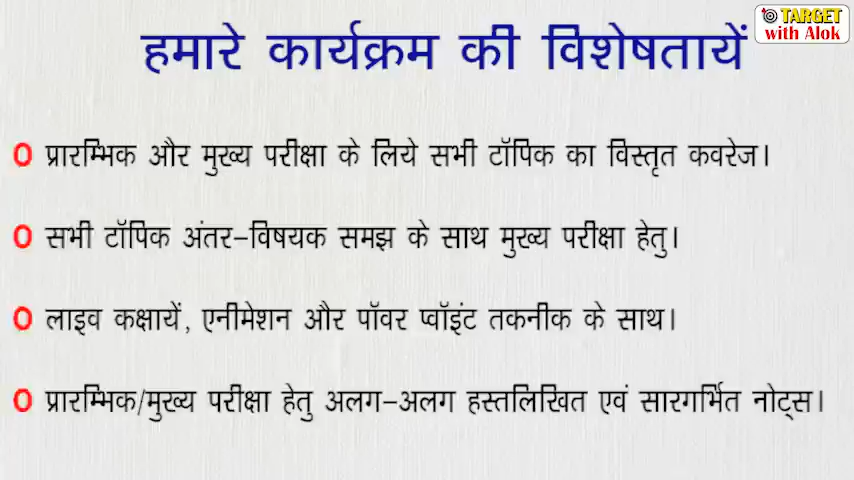 TARGET
with Alok
हमारे कार्यक्रम की विशेषतायें
प्रारम्भिक और मुख्य परीक्षा के लिये सभी टॉपिक का विस्तृत कवरेज।
सभी टॉपिक अंतर-विषयक समझ के साथ मुख्य परीक्षा हेतु।
लाइव कक्षायें, एनीमेशन और पॉवर प्वॉइंट तकनीक के साथ।
प्रारम्भिक/मुख्य परीक्षा हेतु अलग-अलग हस्तलिखित एवं सारगर्भित नोट्स।